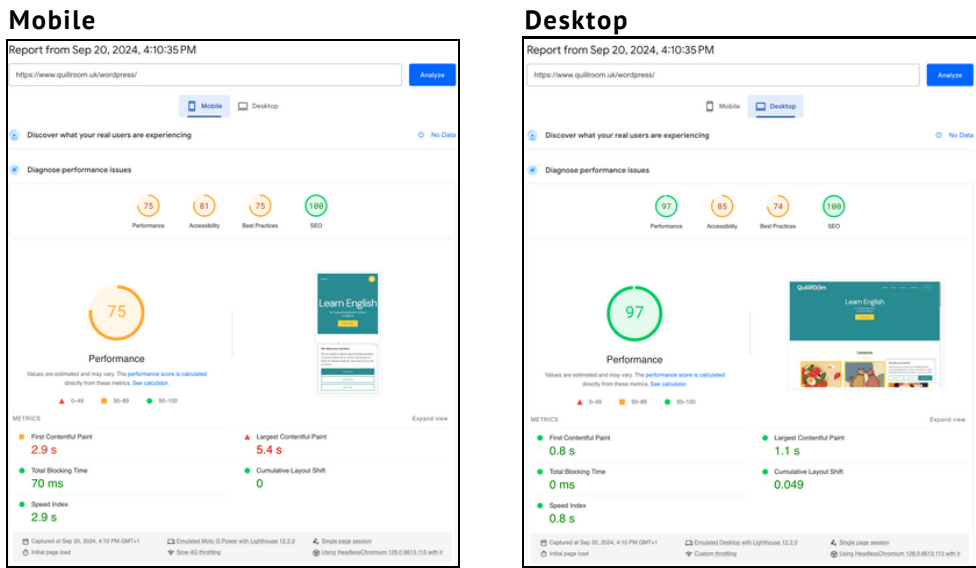 Mobile
Report from Sep 20, 2024, 4:10:35 PM
https://www.quillroom.uk/wordpress/
Analyze
Mobile
Desktop
Discover what your real users are experiencing
No Data
Diagnose performance issues
75
81
75
100
Performance
Accessibility
Best Practices
SEO
75
Performance
Values are estimated and may vary. The performance score is calculated
directly from these metrics. See calculator.
0–49
50–89
90–100
Learn English
METRICS
Expand view
First Contentful Paint
2.9 s
Largest Contentful Paint
5.4 s
Total Blocking Time
70 ms
Cumulative Layout Shift
0
Speed Index
2.9 s
Captured at Sep 20, 2024, 4:10 PM GMT+1
Emulated Moto G Power with Lighthouse 12.2.0
Single page session
Initial page load
Slow 4G throttling
Using HeadlessChromium 128.0.6613.113 with lr
Desktop
Report from Sep 20, 2024, 4:10:35 PM
https://www.quillroom.uk/wordpress/
Analyze
Mobile
Desktop
Discover what your real users are experiencing
No Data
Diagnose performance issues
97
85
74
100
Performance
Accessibility
Best Practices
SEO
97
Performance
Values are estimated and may vary. The performance score is calculated
directly from these metrics. See calculator.
0–49
50–89
90–100
QuillROOm
Learn English
Lessons
METRICS
Expand view
First Contentful Paint
0.8 s
Largest Contentful Paint
1.1 s
Total Blocking Time
0 ms
Cumulative Layout Shift
0.049
Speed Index
0.8 s
Captured at Sep 20, 2024, 4:10 PM GMT+1
Emulated Desktop with Lighthouse 12.2.0
Single page session
Initial page load
Custom throttling
Using HeadlessChromium 128.0.6613.113 with lr